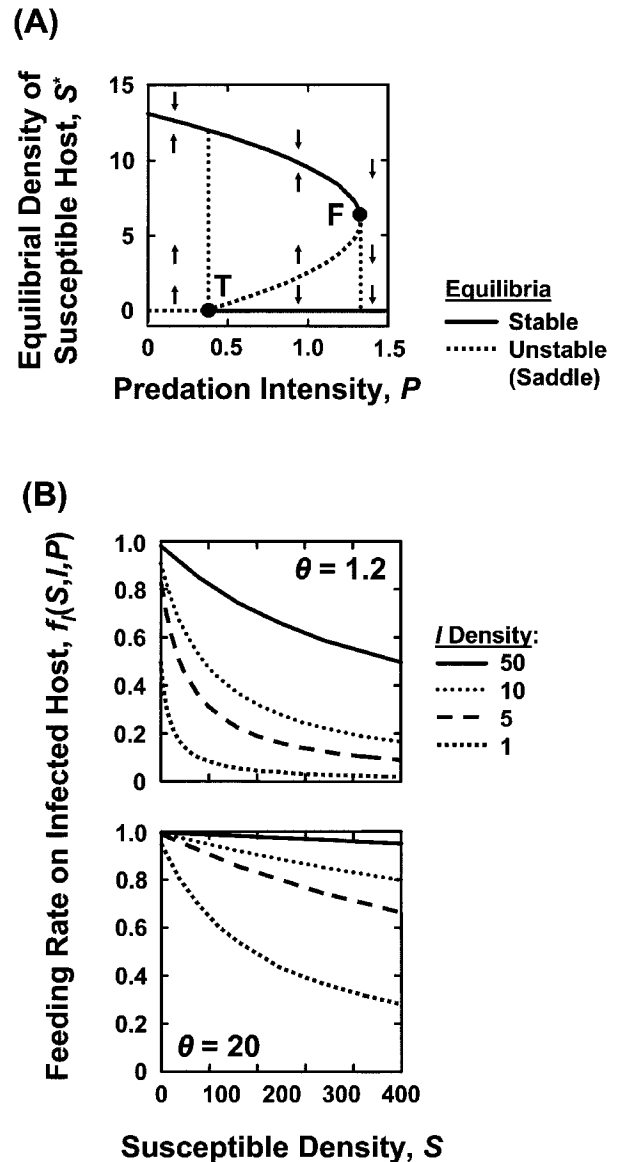 (A)
Equilibrial Density of
Susceptible Host, S*
15
10
5
0
F
T
0 0.5 1.0 1.5
Predation Intensity, P
Equilibria
Stable
Unstable
(Saddle)
(B)
Feeding Rate on Infected Host, fI(S,I,P)
1.0
0.8
0.6
0.4
0.2
0
θ = 1.2
I Density:
50
10
5
1
1.0
0.8
0.6
0.4
0.2
0
θ = 20
0 100 200 200 300 400
Susceptible Density, S